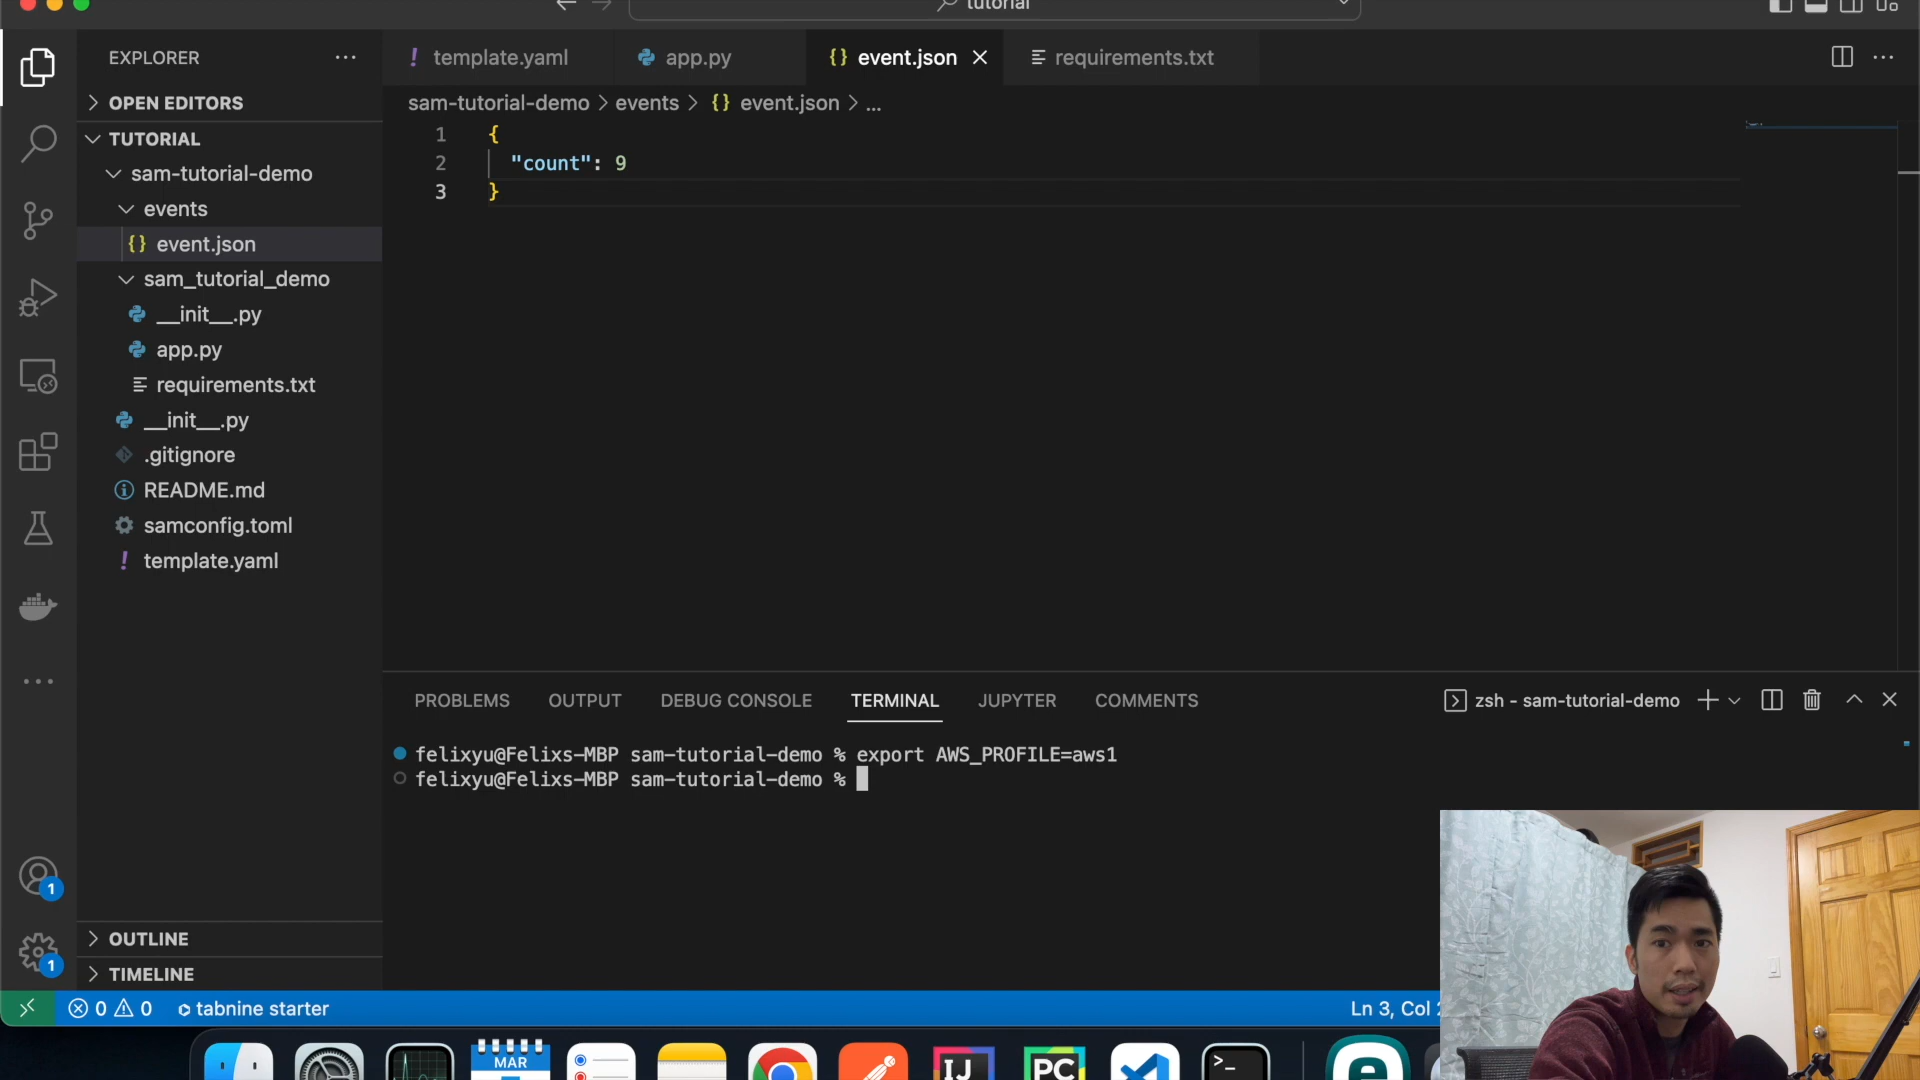 tutorial
EXPLORER
template.yaml
app.py
event.json
requirements.txt
OPEN EDITORS
sam-tutorial-demo > events > {} event.json > ...
TUTORIAL
sam-tutorial-demo
events
{} event.json
sam_tutorial_demo
__init__.py
app.py
requirements.txt
__init__.py
.gitignore
README.md
samconfig.toml
! template.yaml
1 {
2 "count": 9
3 }
PROBLEMS
OUTPUT
DEBUG CONSOLE
TERMINAL
JUPYTER
COMMENTS
zsh - sam-tutorial-demo
felixyu@Felixs-MBP sam-tutorial-demo % export AWS_PROFILE=aws1
felixyu@Felixs-MBP sam-tutorial-demo %
1
1
OUTLINE
TIMELINE
0 0 tabnine starter
Ln 3, Col
MAR
IJ
PC
>_